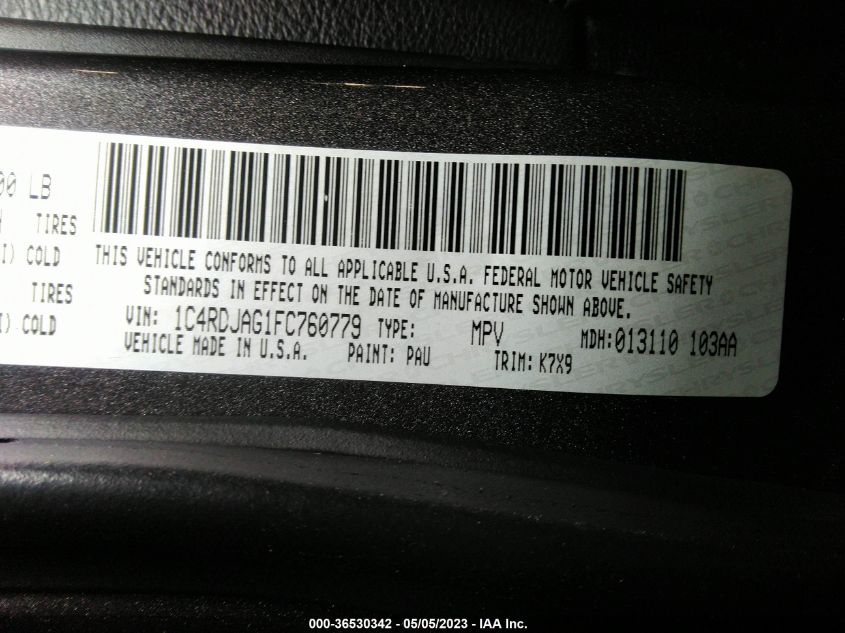 00 LB
TIRES
I) COLD
THIS VEHICLE CONFORMS TO ALL APPLICABLE U.S.A. FEDERAL MOTOR VEHICLE SAFETY
STANDARDS IN EFFECT ON THE DATE OF MANUFACTURE SHOWN ABOVE.
TIRES
I) COLD
VIN: 1C4RDJAG1FC760779 TYPE: MPV MDH:013110 103AA
VEHICLE MADE IN U.S.A. PAINT: PAU TRIM: K7X9
CHRYSLER
000-36530342 - 05/05/2023 - IAA Inc.